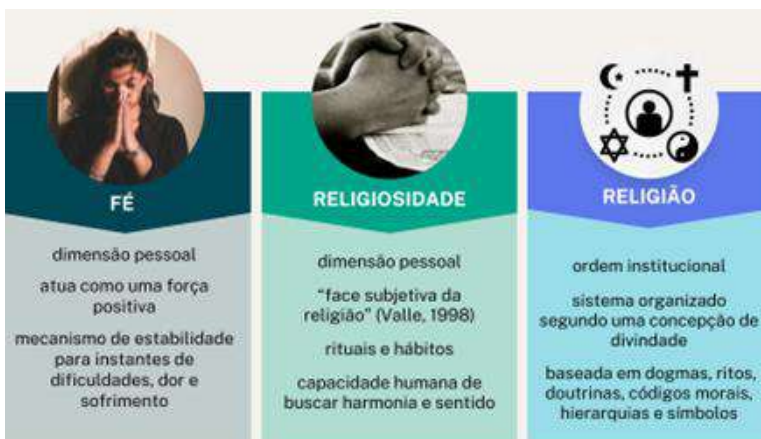 FÉ
dimensão pessoal
atua como uma força
positiva
mecanismo de estabilidade
para instantes de
dificuldades, dor e
sofrimento
RELIGIOSIDADE
dimensão pessoal
“face subjetiva da
religião” (Valle, 1998)
rituais e hábitos
capacidade humana de
buscar harmonia e sentido
RELIGIÃO
ordem institucional
sistema organizado
segundo uma concepção de
divindade
baseada em dogmas, ritos,
doutrinas, códigos morais,
hierarquias e símbolos